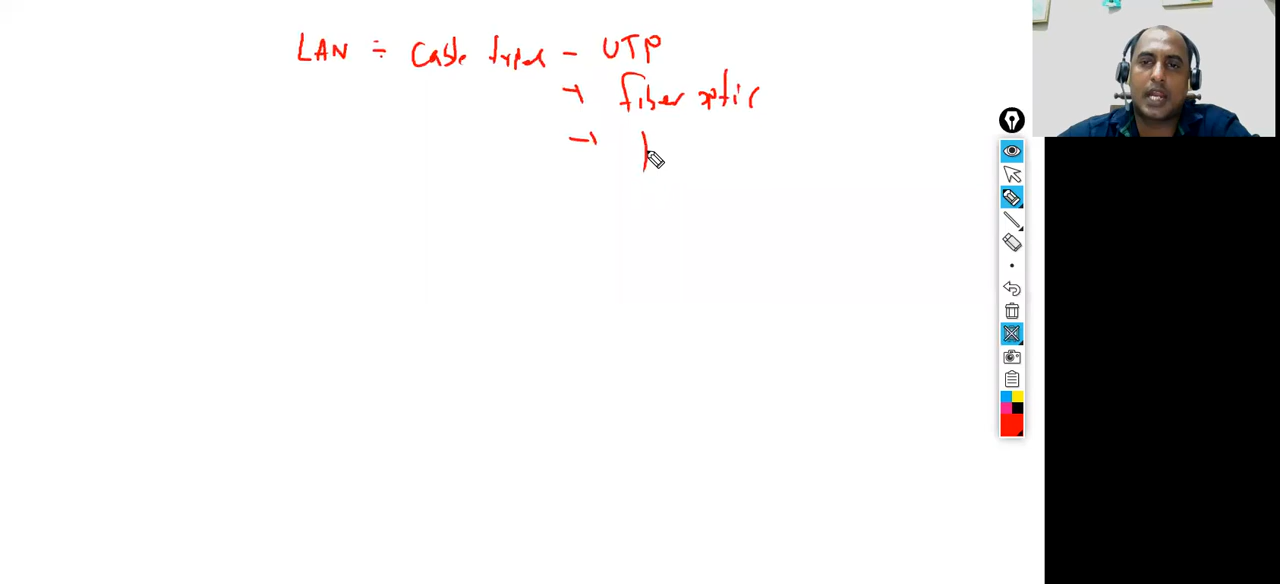 LAN ÷ Cable types - UTP
→ fiber optic
→